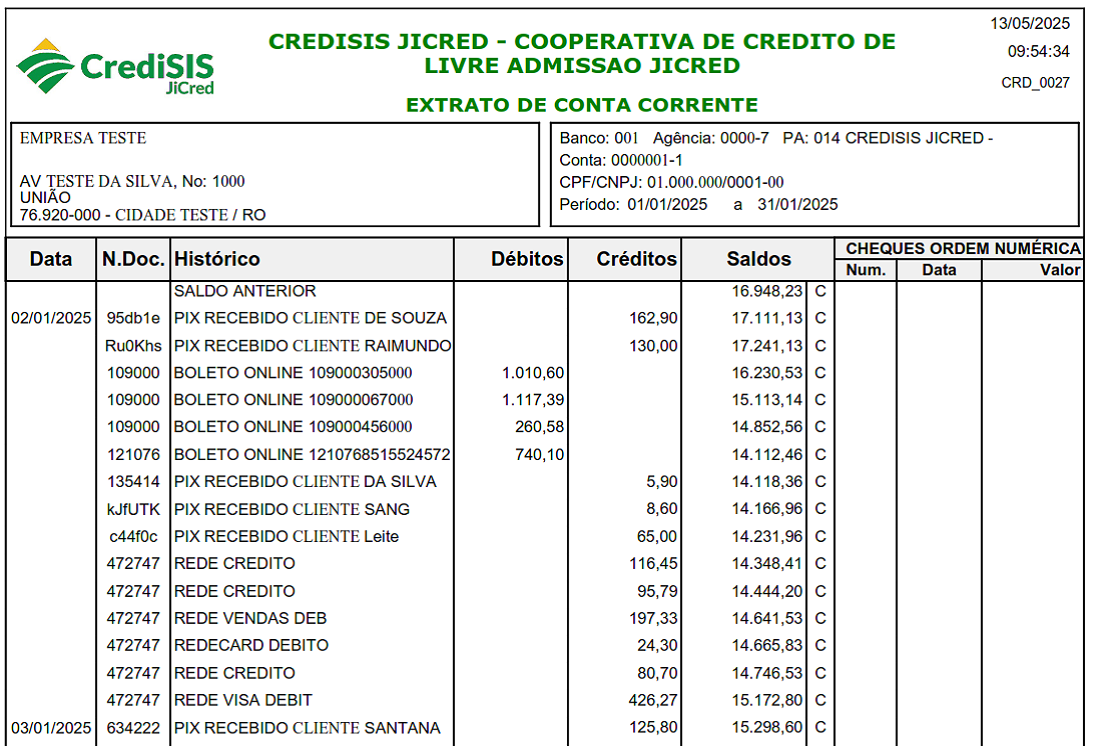 13/05/2025
CrediSIS
JiCred
CREDISIS JICRED - COOPERATIVA DE CREDITO DE
LIVRE ADMISSAO JICRED
09:54:34
CRD_0027
EXTRATO DE CONTA CORRENTE
EMPRESA TESTE
AV TESTE DA SILVA, No: 1000
UNIÃO
76.920-000 - CIDADE TESTE / RO
Banco: 001 Agência: 0000-7 PA: 014 CREDISIS JICRED -
Conta: 0000001-1
CPF/CNPJ: 01.000.000/0001-00
Período: 01/01/2025 a 31/01/2025
Data N.Doc. Histórico Débitos Créditos Saldos CHEQUES ORDEM NUMÉRICA
Num. Data Valor
SALDO ANTERIOR 16.948,23 C
02/01/2025 95db1e PIX RECEBIDO CLIENTE DE SOUZA 162,90 17.111,13 C
Ru0Khs PIX RECEBIDO CLIENTE RAIMUNDO 130,00 17.241,13 C
109000 BOLETO ONLINE 109000305000 1.010,60 16.230,53 C
109000 BOLETO ONLINE 109000067000 1.117,39 15.113,14 C
109000 BOLETO ONLINE 109000456000 260,58 14.852,56 C
121076 BOLETO ONLINE 1210768515524572 740,10 14.112,46 C
135414 PIX RECEBIDO CLIENTE DA SILVA 5,90 14.118,36 C
kJfUTK PIX RECEBIDO CLIENTE SANG 8,60 14.166,96 C
c44f0c PIX RECEBIDO CLIENTE Leite 65,00 14.231,96 C
472747 REDE CREDITO 116,45 14.348,41 C
472747 REDE CREDITO 95,79 14.444,20 C
472747 REDE VENDAS DEB 197,33 14.641,53 C
472747 REDECARD DEBITO 24,30 14.665,83 C
472747 REDE CREDITO 80,70 14.746,53 C
472747 REDE VISA DEBIT 426,27 15.172,80 C
03/01/2025 634222 PIX RECEBIDO CLIENTE SANTANA 125,80 15.298,60 C